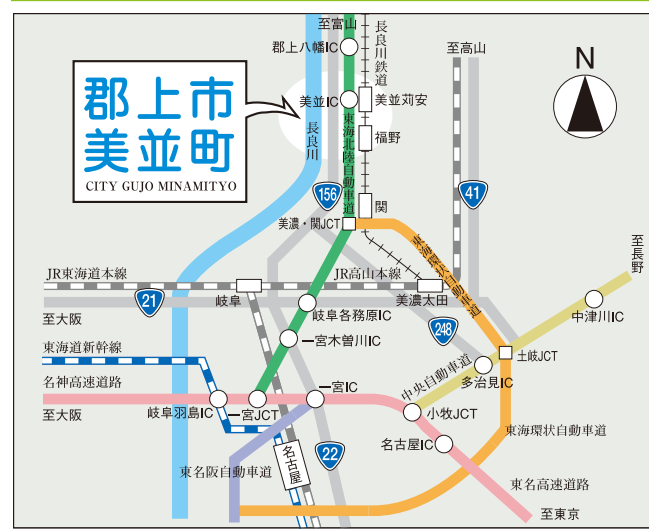 至富山
郡上八幡IC
長良川鉄道
至高山
N
郡上市
美並町
CITY GUJO MINAMITYO
美並IC
美並苅安
長良川
東海北陸自動車道
福野
156
41
関
美濃・関JCT
東海環状自動車道
至長野
JR東海道本線
JR高山本線
21
岐阜
美濃太田
中津川IC
至大阪
岐阜各務原IC
248
東海道新幹線
一宮木曽川IC
土岐JCT
中央自動車道
多治見IC
名神高速道路
一宮IC
至大阪
岐阜羽島IC
一宮JCT
小牧JCT
東海環状自動車道
名古屋
22
名古屋IC
東名阪自動車道
東名高速道路
至東京